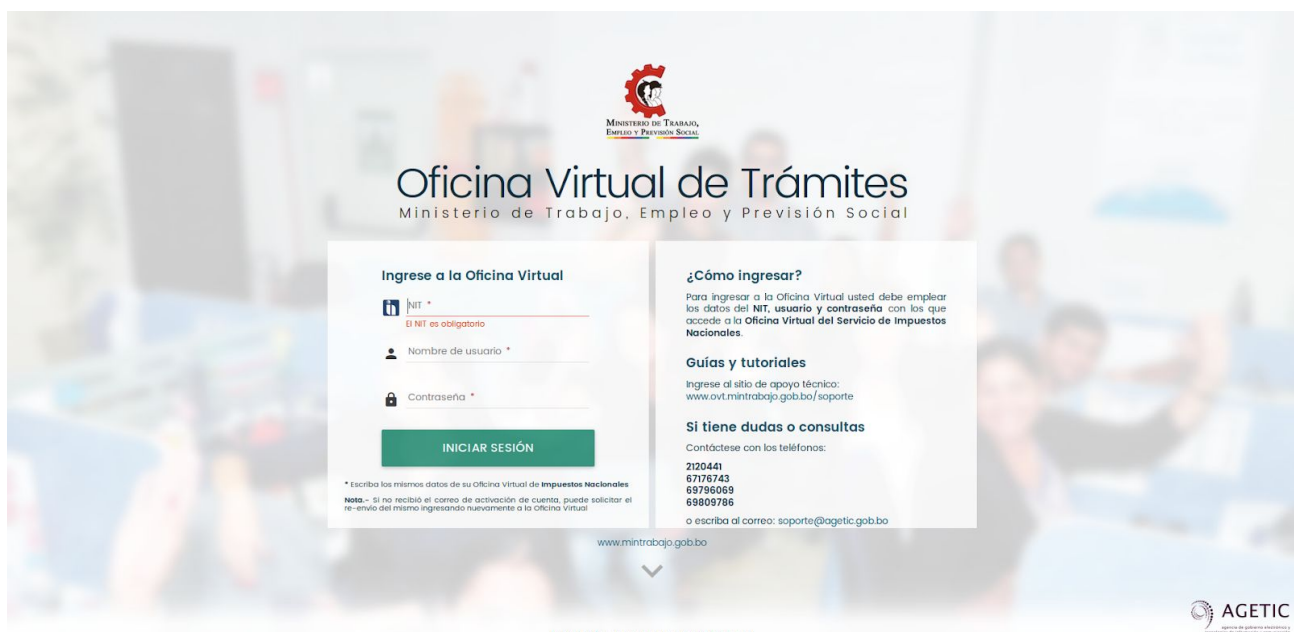 MINISTERIO DE TRABAJO,
EMPLEO Y PREVISIÓN SOCIAL
Oficina Virtual de Trámites
Ministerio de Trabajo, Empleo y Previsión Social
Ingrese a la Oficina Virtual
NIT *
El NIT es obligatorio
Nombre de usuario *
Contraseña *
INICIAR SESIÓN
* Escriba los mismos datos de su Oficina Virtual de Impuestos Nacionales
Nota.- Si no recibió el correo de activación de cuenta, puede solicitar el
re-envío del mismo ingresando nuevamente a la Oficina Virtual
¿Cómo ingresar?
Para ingresar a la Oficina Virtual usted debe emplear
los datos del NIT, usuario y contraseña con los que
accede a la Oficina Virtual del Servicio de Impuestos
Nacionales.
Guías y tutoriales
Ingrese al sitio de apoyo técnico:
www.ovt.mintrabajo.gob.bo/soporte
Si tiene dudas o consultas
Contáctese con los teléfonos:
2120441
67176743
69796069
69809786
o escriba al correo: soporte@agetic.gob.bo
www.mintrabajo.gob.bo
AGETIC
agencia de gobierno electrónico y